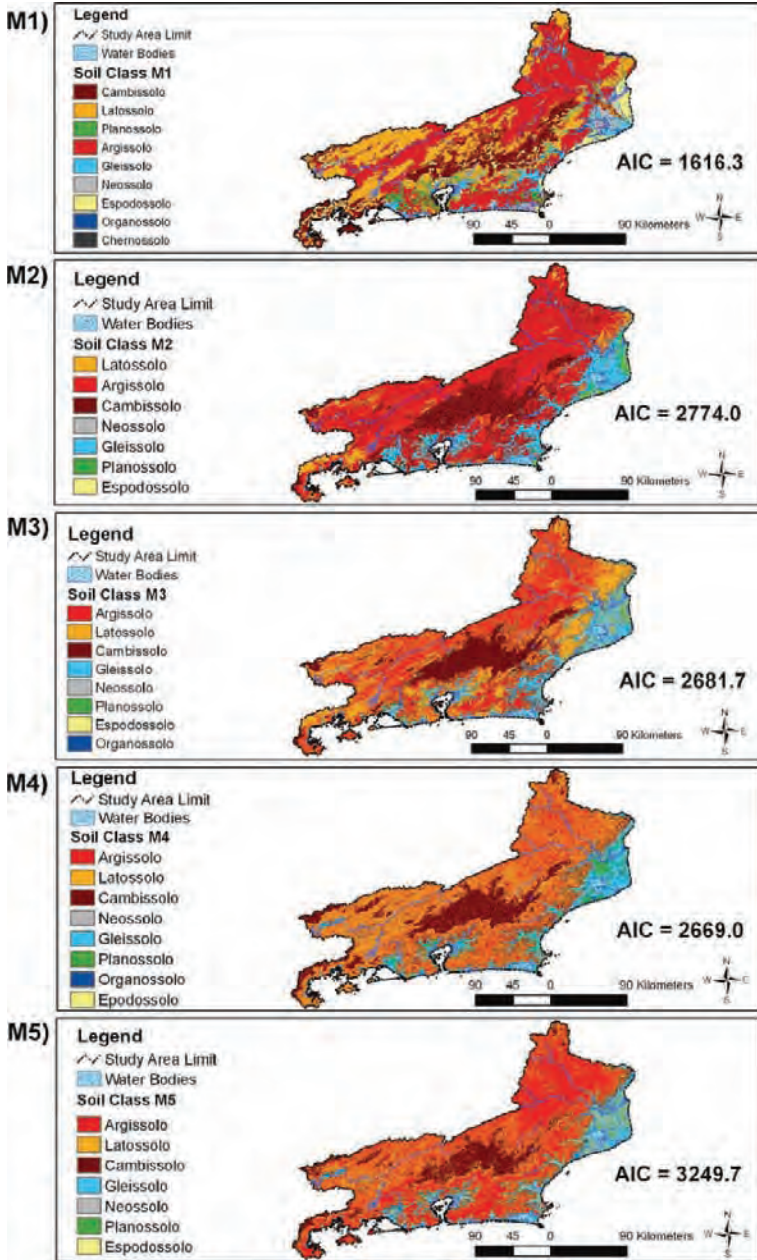 M1)
Legend
Study Area Limit
Water Bodies
Soil Class M1
Cambissolo
Latossolo
Planossolo
Argissolo
Gleissolo
Neossolo
Espodossolo
Organossolo
Chernossolo
AIC = 1616.3
N
W E
S
90 45 0 90 Kilometers
M2)
Legend
Study Area Limit
Water Bodies
Soil Class M2
Latossolo
Argissolo
Cambissolo
Neossolo
Gleissolo
Planossolo
Espodossolo
AIC = 2774.0
N
W E
S
90 45 0 90 Kilometers
M3)
Legend
Study Area Limit
Water Bodies
Soil Class M3
Argissolo
Latossolo
Cambissolo
Gleissolo
Neossolo
Planossolo
Espodossolo
Organossolo
AIC = 2681.7
N
W E
S
90 45 0 90 Kilometers
M4)
Legend
Study Area Limit
Water Bodies
Soil Class M4
Argissolo
Latossolo
Cambissolo
Neossolo
Gleissolo
Planossolo
Organossolo
Epodossolo
AIC = 2669.0
N
W E
S
90 45 0 90 Kilometers
M5)
Legend
Study Area Limit
Water Bodies
Soil Class M5
Argissolo
Latossolo
Cambissolo
Gleissolo
Neossolo
Planossolo
Espodossolo
AIC = 3249.7
N
W E
S
90 45 0 90 Kilometers